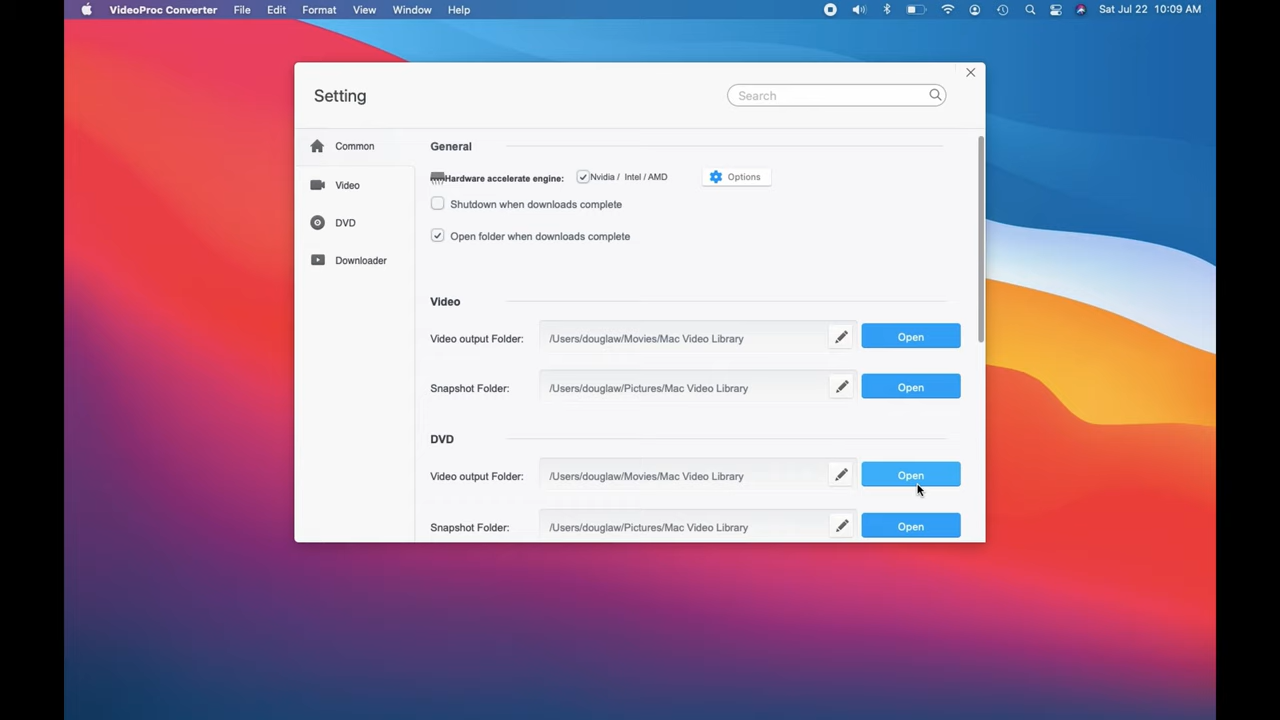 VideoProc Converter File Edit Format View Window Help Sat Jul 22 10:09 AM
Setting
Search
Common
Video
DVD
Downloader
General
Hardware accelerate engine: Nvidia / Intel / AMD Options
Shutdown when downloads complete
Open folder when downloads complete
Video
Video output Folder: /Users/douglaw/Movies/Mac Video Library Open
Snapshot Folder: /Users/douglaw/Pictures/Mac Video Library Open
DVD
Video output Folder: /Users/douglaw/Movies/Mac Video Library Open
Snapshot Folder: /Users/douglaw/Pictures/Mac Video Library Open